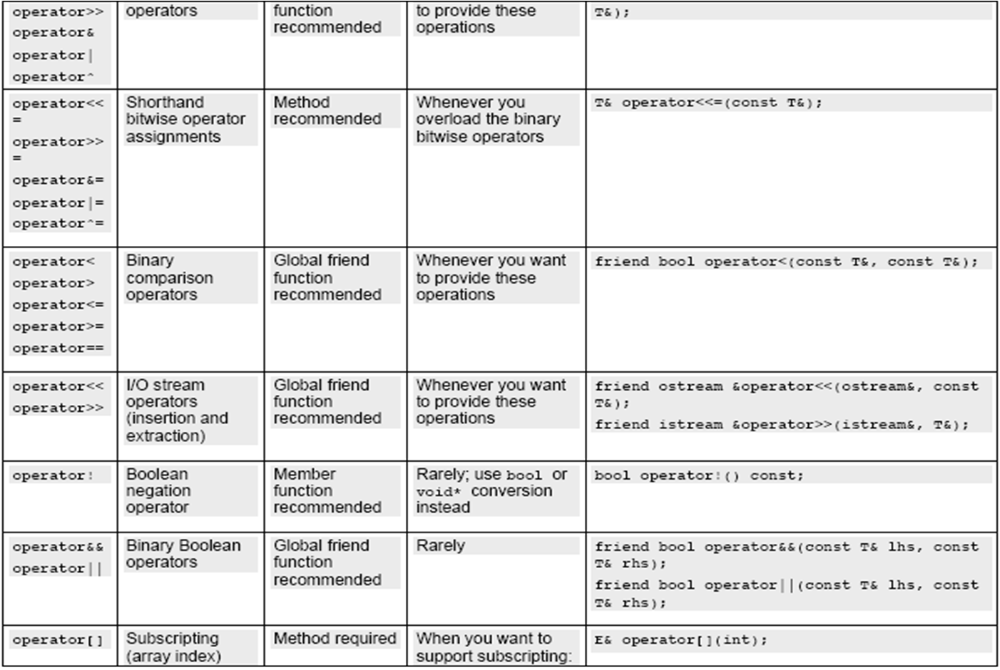 operator>>
operator&
operator|
operator^
operators
function
recommended
to provide these
operations
T&);
operator<<
=
operator>>
=
operator&=
operator|=
operator^=
Shorthand
bitwise operator
assignments
Method
recommended
Whenever you
overload the binary
bitwise operators
T& operator<<=(const T&);
operator<
operator>
operator<=
operator>=
operator==
Binary
comparison
operators
Global friend
function
recommended
Whenever you want
to provide these
operations
friend bool operator<(const T&, const T&);
operator<<
operator>>
I/O stream
operators
(insertion and
extraction)
Global friend
function
recommended
Whenever you want
to provide these
operations
friend ostream &operator<<(ostream&, const
T&);
friend istream &operator>>(istream&, T&);
operator!
Boolean
negation
operator
Member
function
recommended
Rarely; use bool or
void* conversion
instead
bool operator!() const;
operator&&
operator||
Binary Boolean
operators
Global friend
function
recommended
Rarely
friend bool operator&&(const T& lhs, const
T& rhs);
friend bool operator||(const T& lhs, const
T& rhs);
operator[]
Subscripting
(array index)
Method required
When you want to
support subscripting:
E& operator[](int);